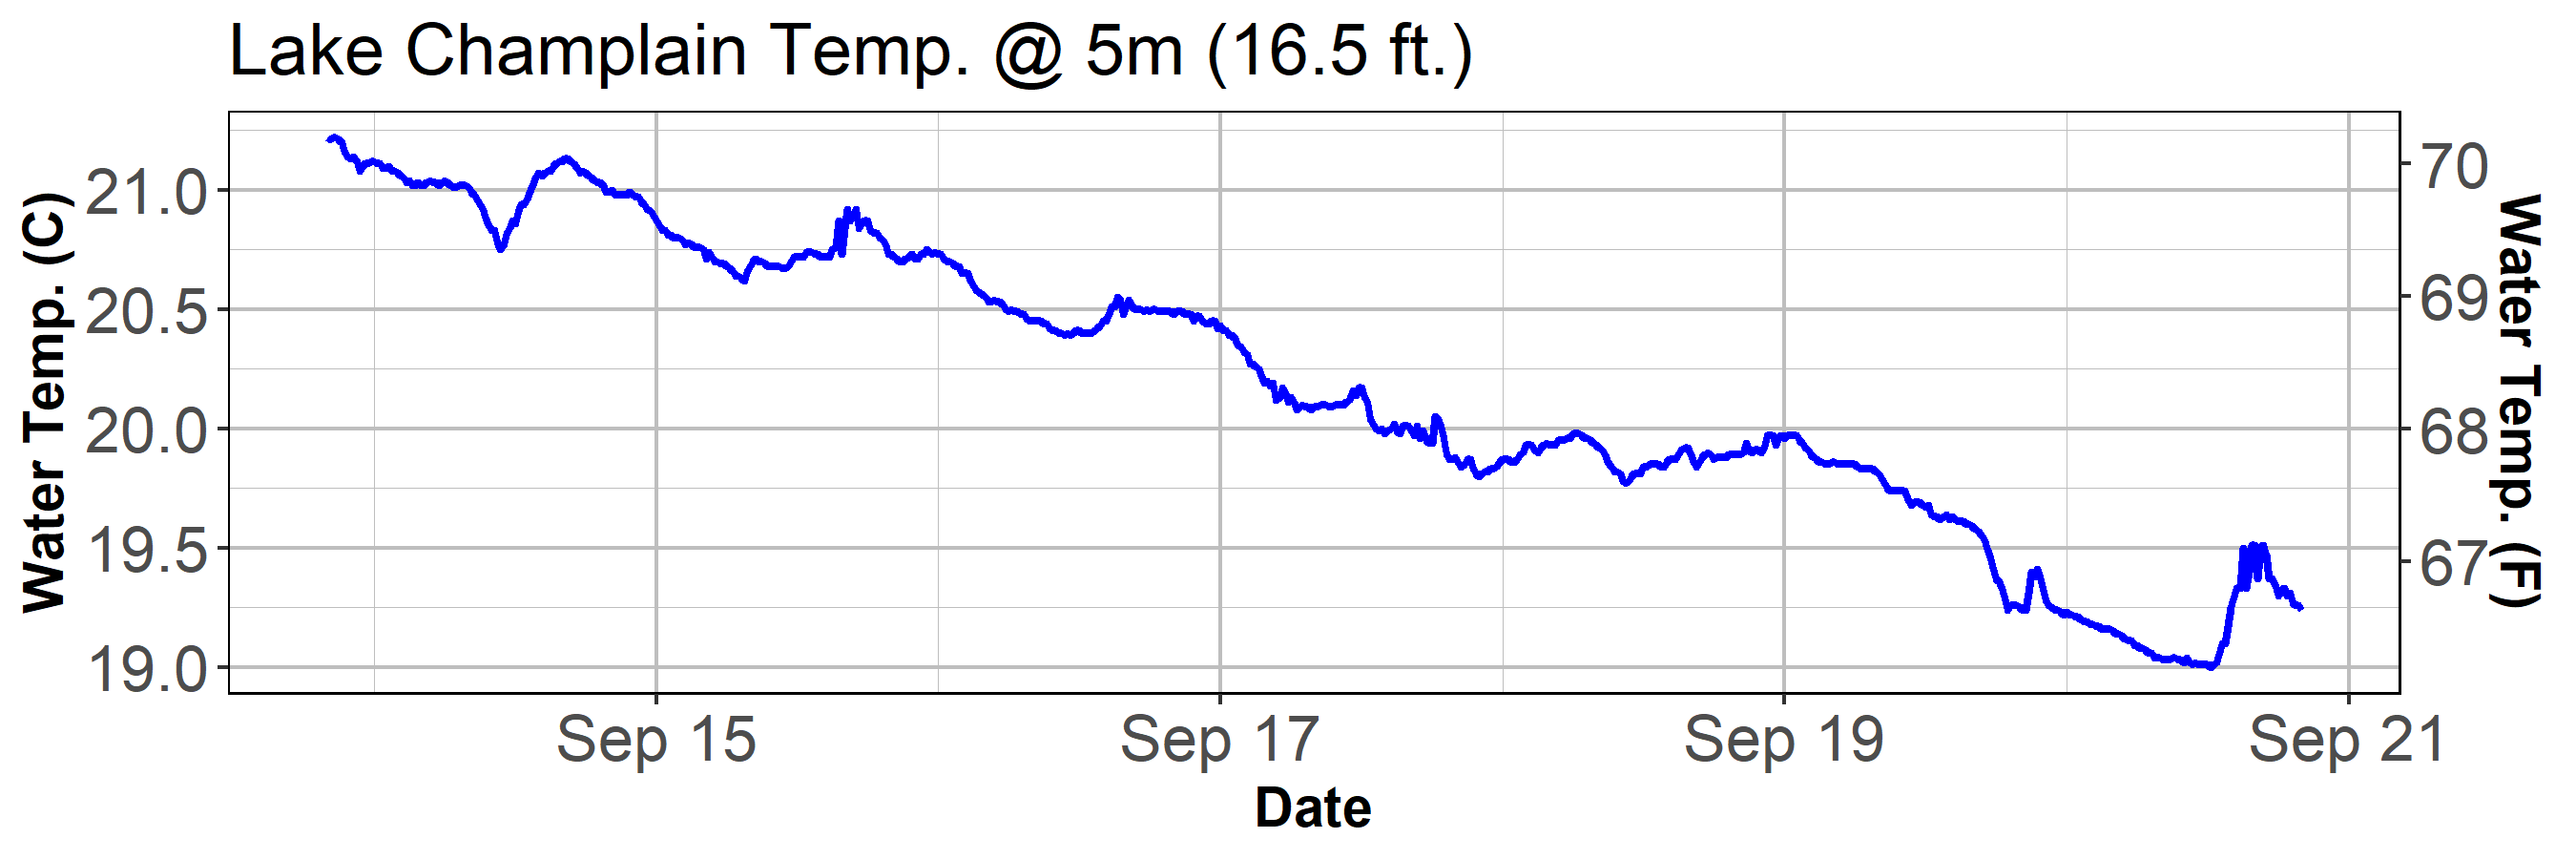 Lake Champlain Temp. @ 5m (16.5 ft.)
Water Temp. (C)
21.0
20.5
20.0
19.5
19.0
70
69
68
67
Water Temp. (F)
Sep 15
Sep 17
Sep 19
Sep 21
Date